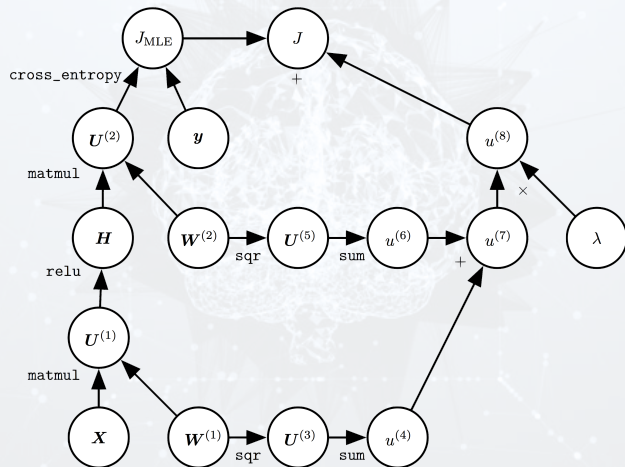 J_MLE J
cross_entropy +
U^(2) y u^(8)
matmul ×
H W^(2) U^(5) u^(6) u^(7) λ
relu sqr sum +
U^(1)
matmul
X W^(1) U^(3) u^(4)
sqr sum